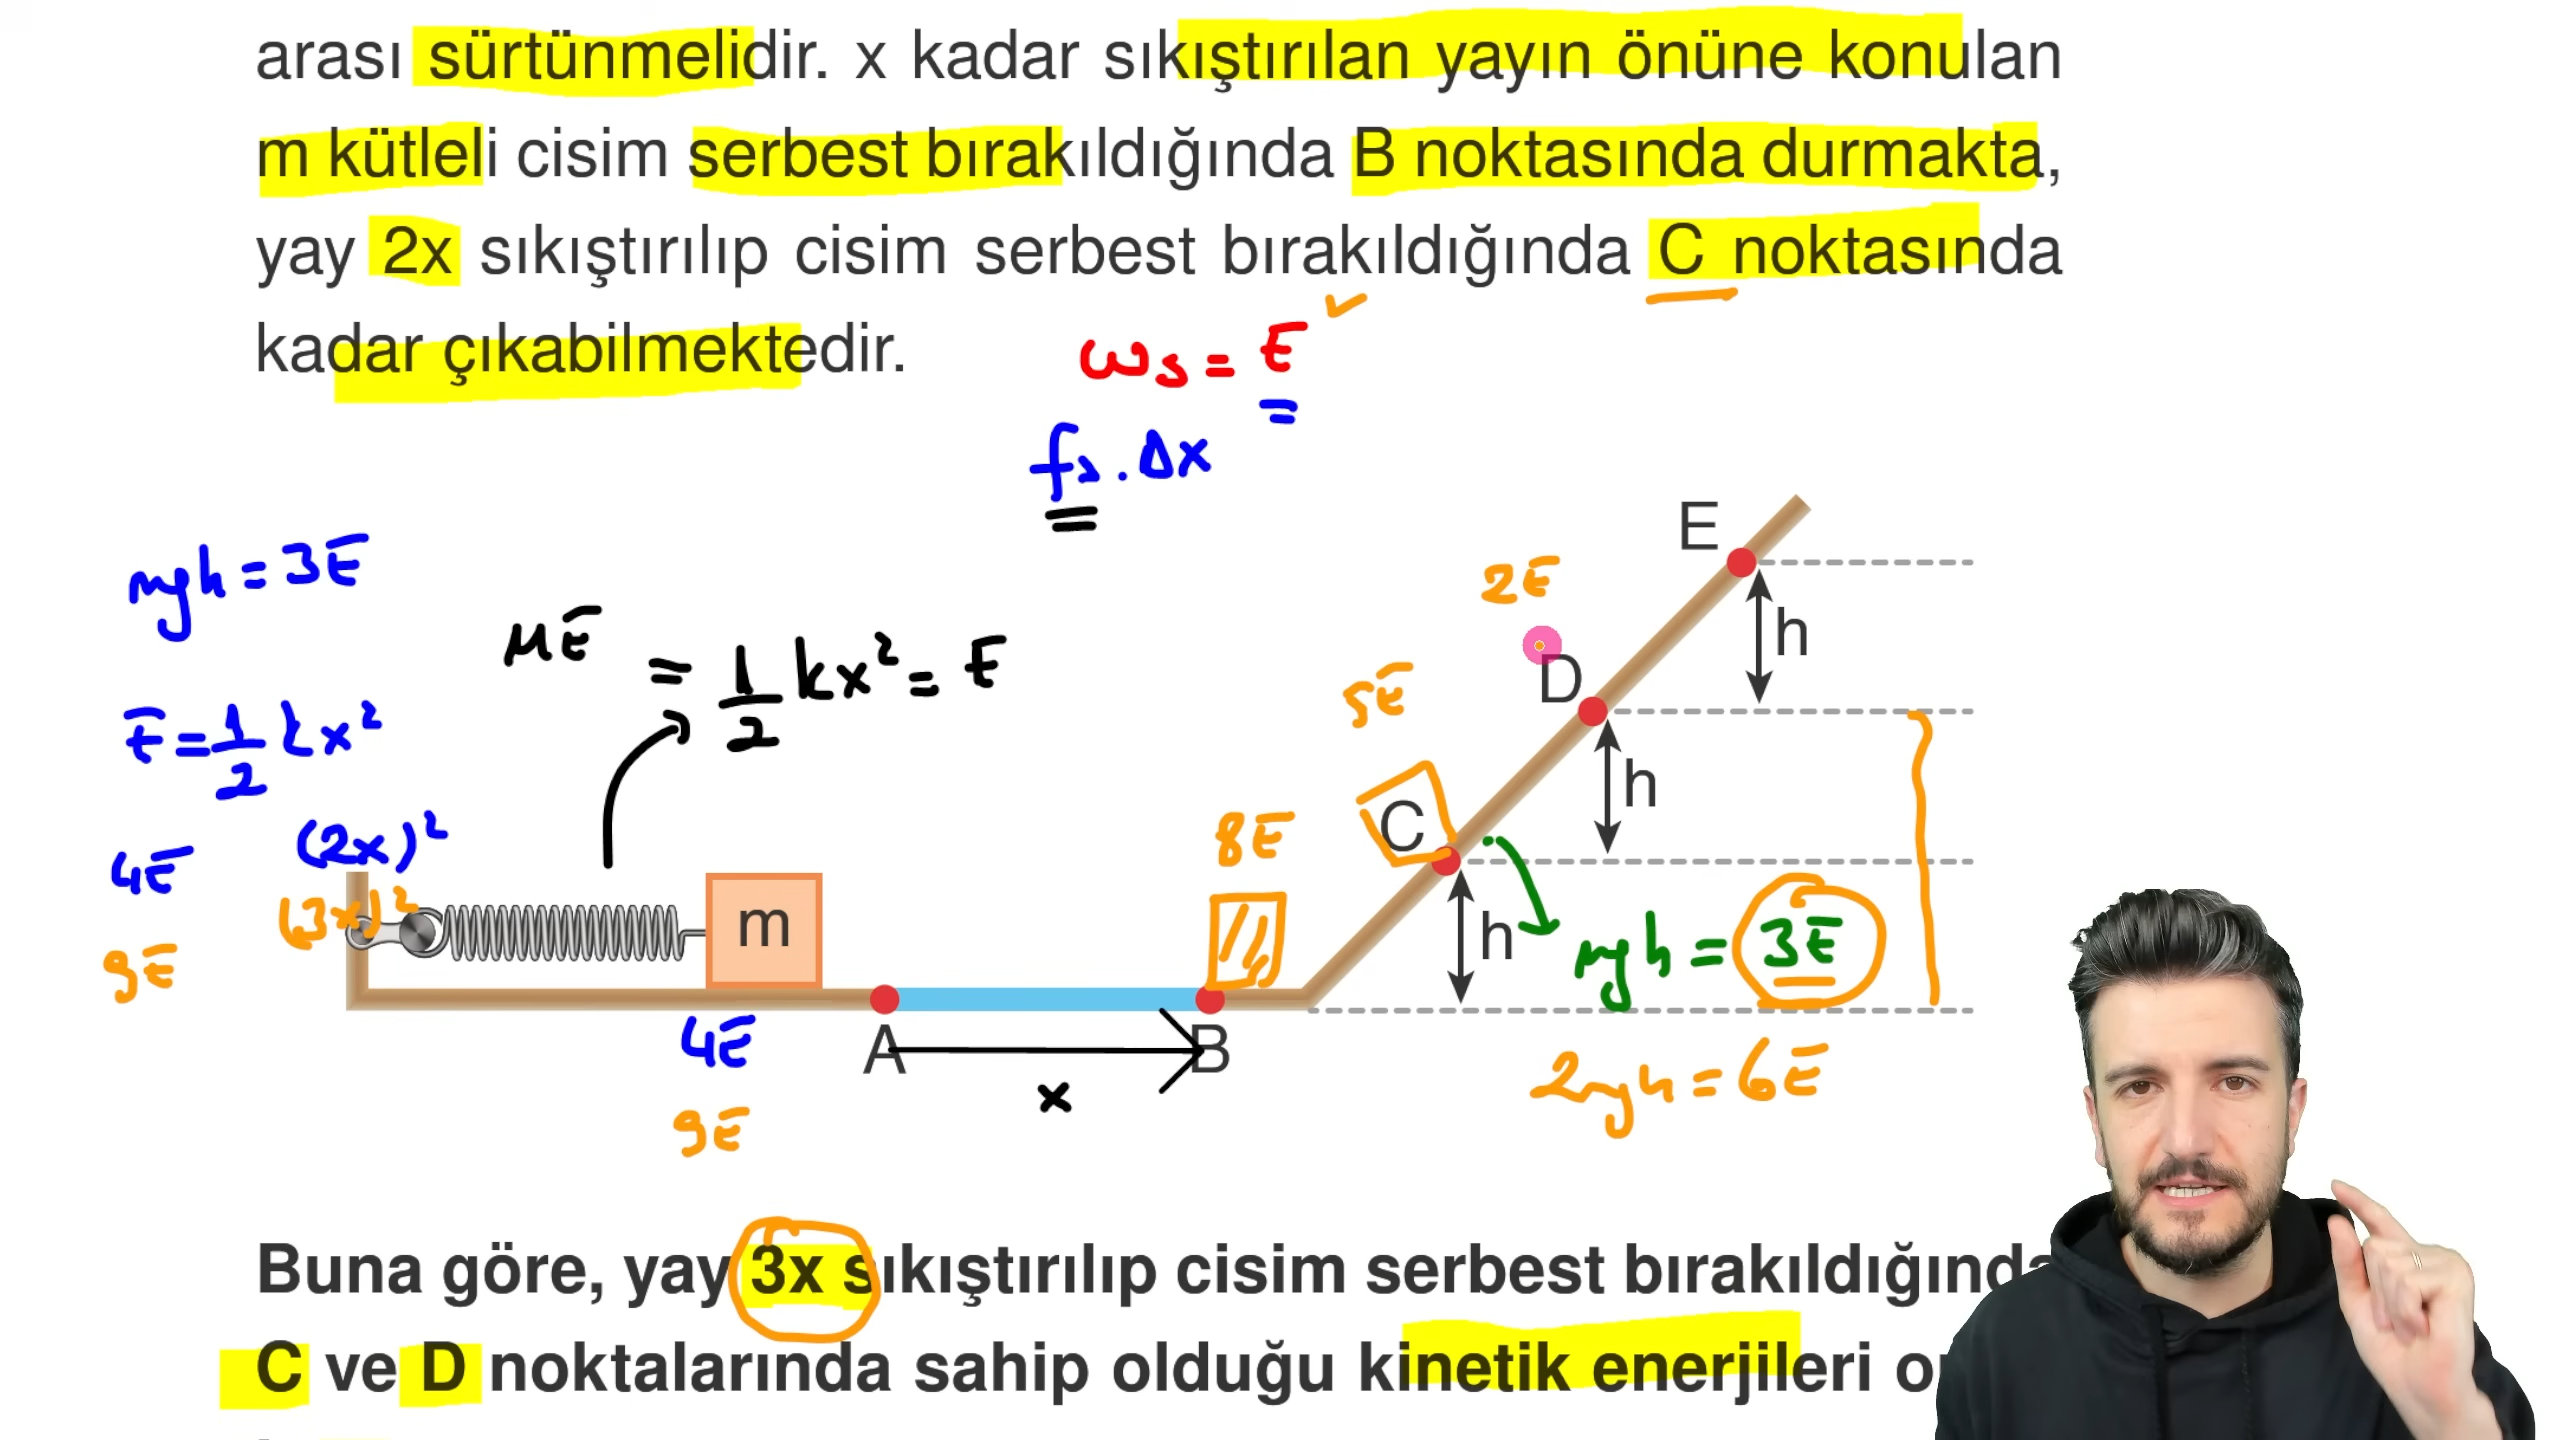 arası sürtünmelidir. x kadar sıkıştırılan yayın önüne konulan
m kütleli cisim serbest bırakıldığında B noktasında durmakta,
yay 2x sıkıştırılıp cisim serbest bırakıldığında C noktasında
kadar çıkabilmektedir.
ωs = E
fs . Δx
E
mgh = 3E
2E
h
ME = 1/2 kx² = E
D
5E
E = 1/2 kx²
h
4E (2x)²
8E
C
(3x)²
9E
m
h
mgh = 3E
4E
A
B
x
2mgh = 6E
9E
Buna göre, yay 3x sıkıştırılıp cisim serbest bırakıldığında
C ve D noktalarında sahip olduğu kinetik enerjileri